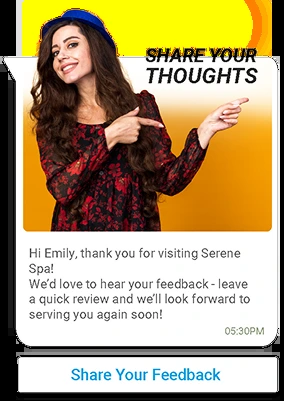 SHARE YOUR
THOUGHTS
Hi Emily, thank you for visiting Serene
Spa!
We’d love to hear your feedback - leave
a quick review and we’ll look forward to
serving you again soon!
05:30PM
Share Your Feedback